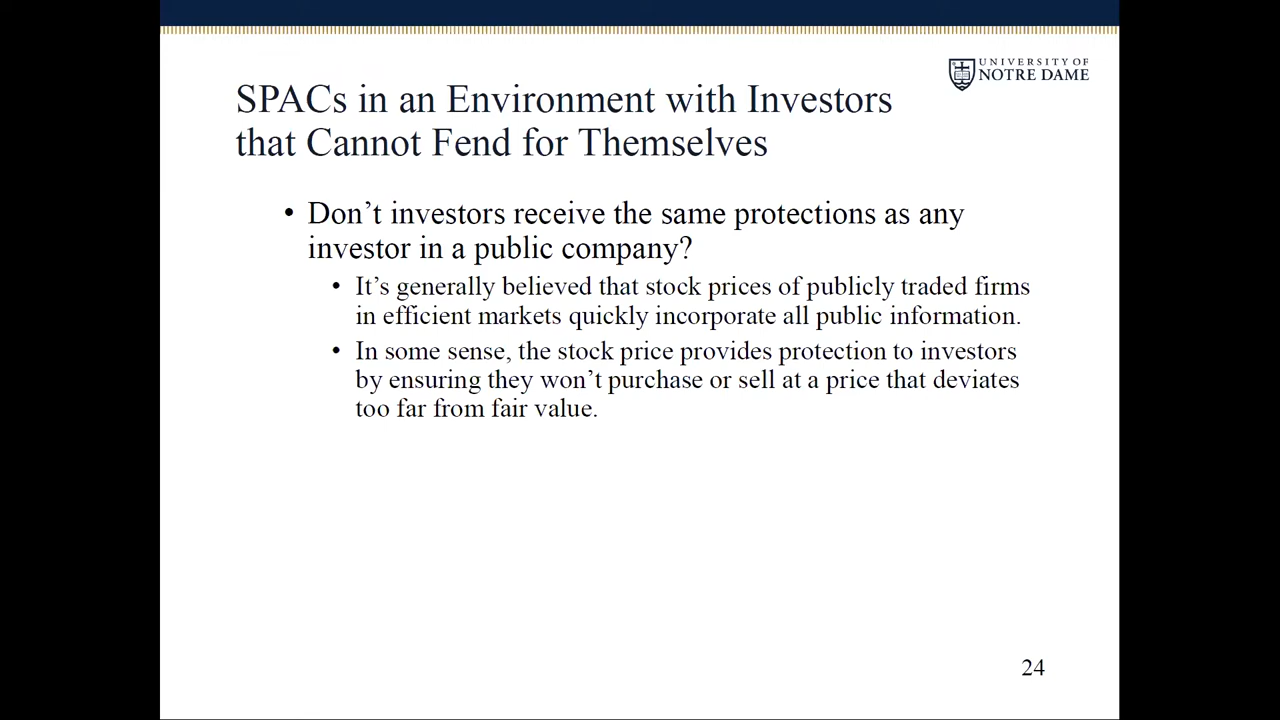 UNIVERSITY OF
NOTRE DAME
SPACs in an Environment with Investors
that Cannot Fend for Themselves
• Don’t investors receive the same protections as any
investor in a public company?
• It’s generally believed that stock prices of publicly traded firms
in efficient markets quickly incorporate all public information.
• In some sense, the stock price provides protection to investors
by ensuring they won’t purchase or sell at a price that deviates
too far from fair value.
24